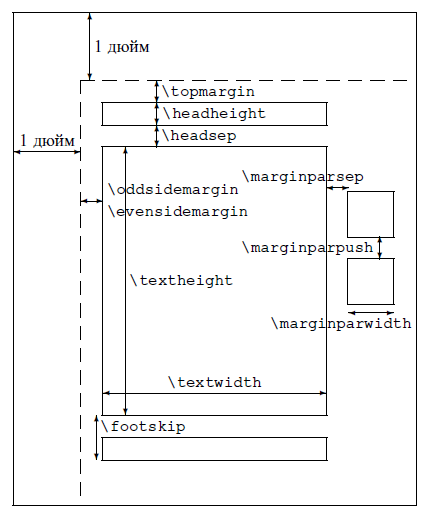 1 дюйм
\topmargin
\headheight
\headsep
1 дюйм
\marginparsep
\oddsidemargin
\evensidemargin
\marginparpush
\textheight
\marginparwidth
\textwidth
\footskip